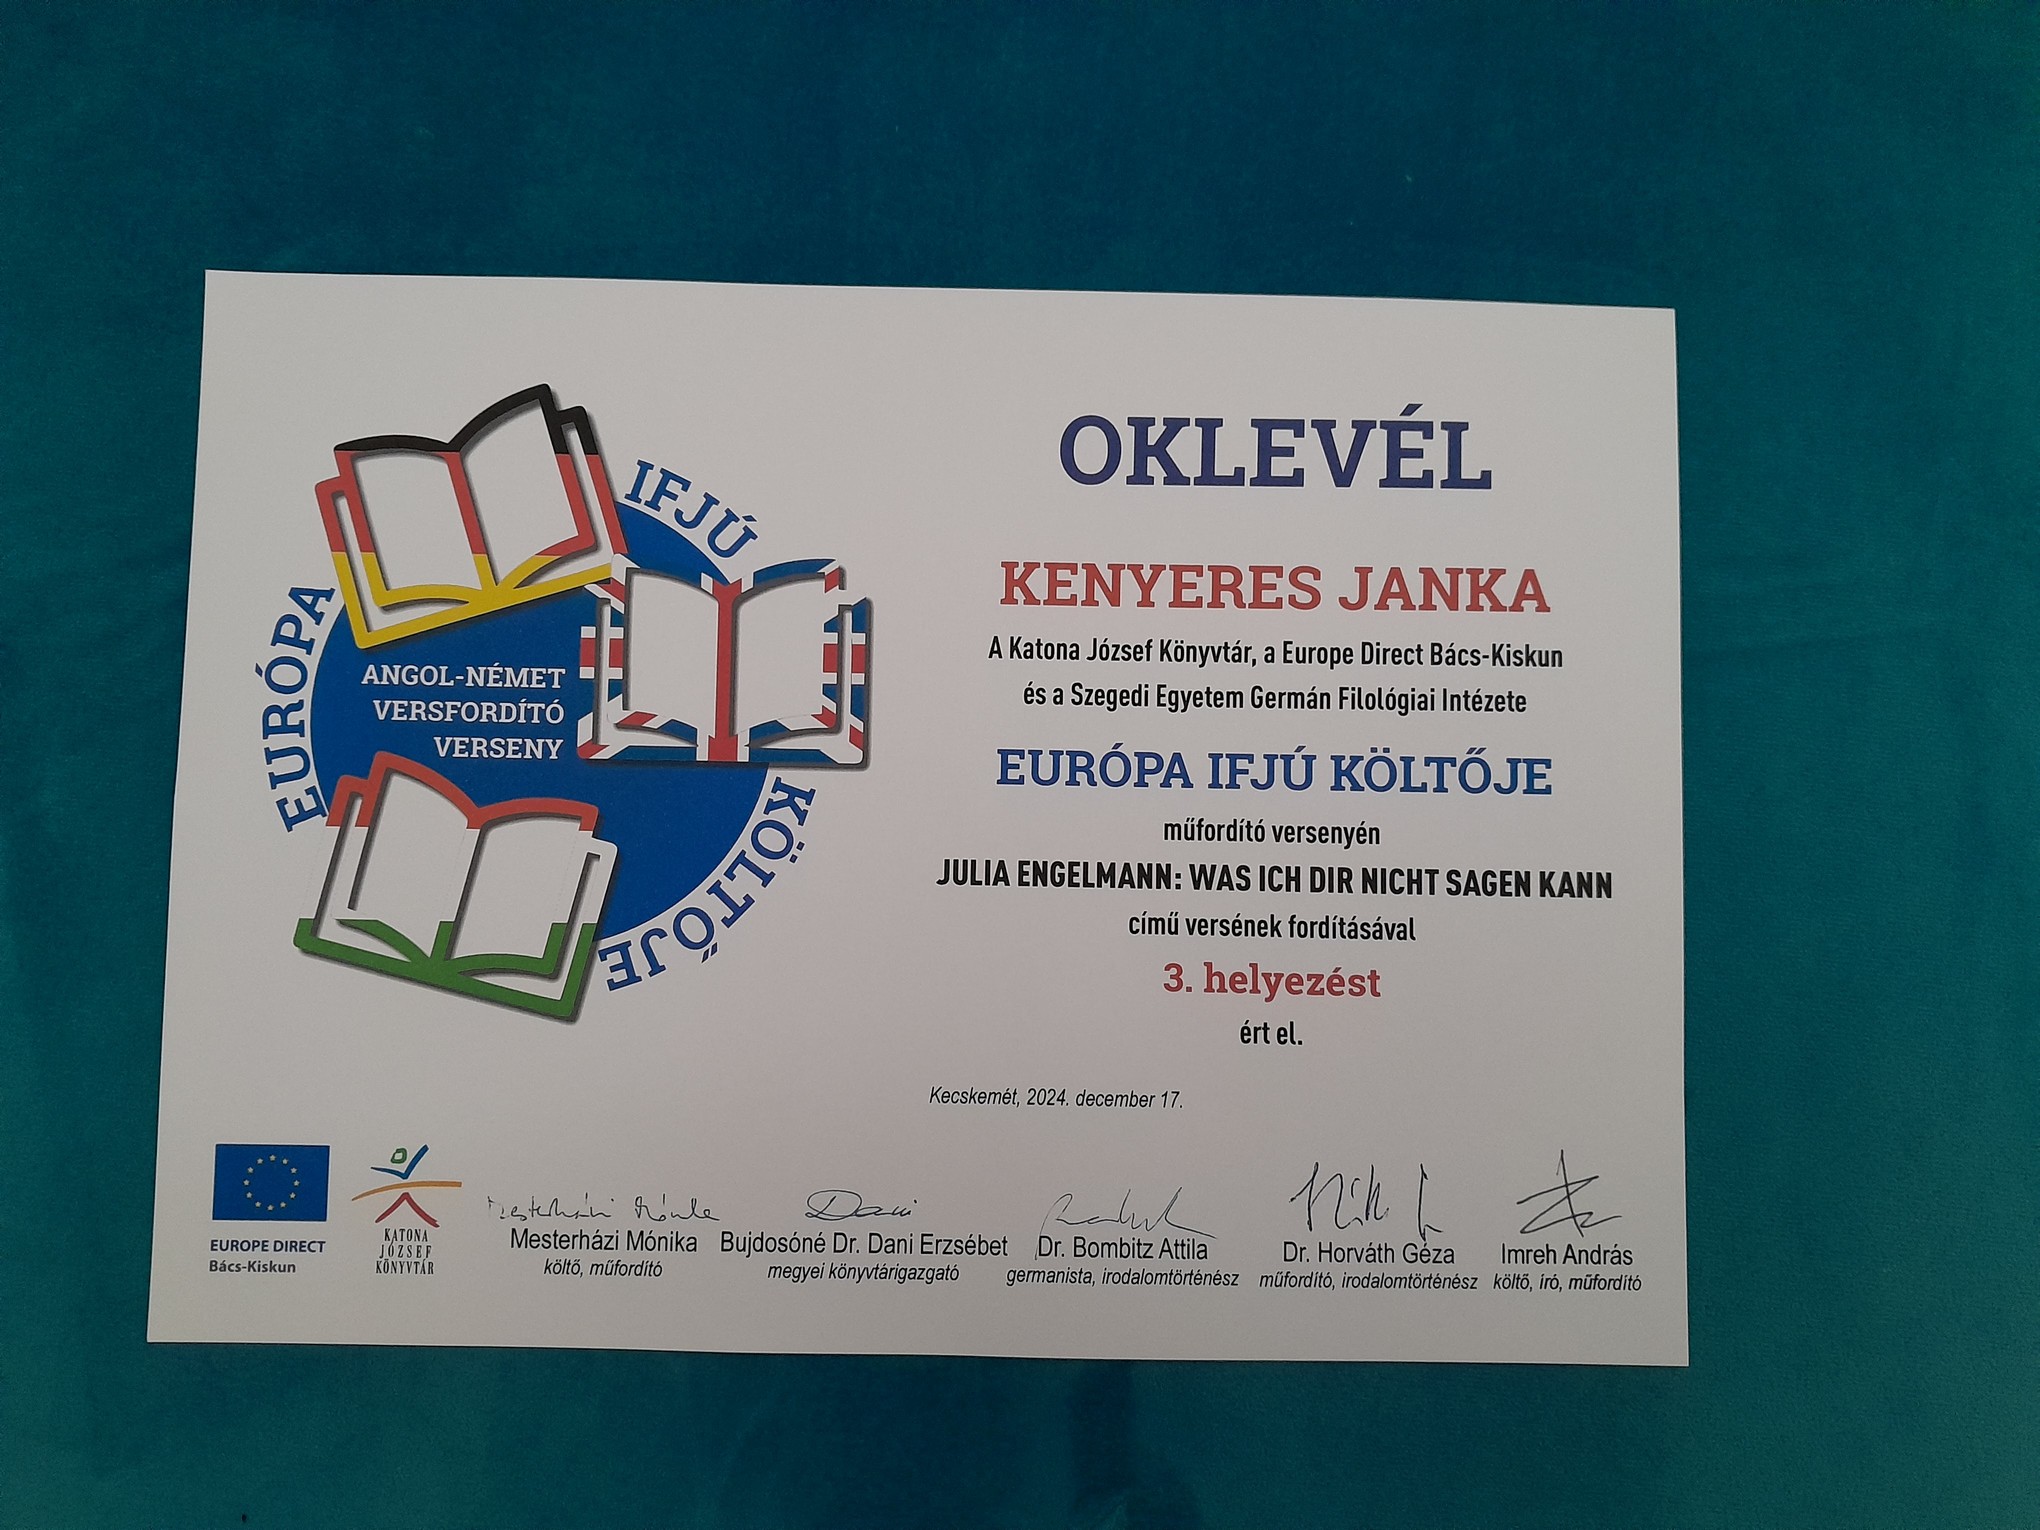 EURÓPA IFJÚ KÖLTŐJE
ANGOL-NÉMET
VERSFORDÍTÓ
VERSENY
OKLEVÉL
KENYERES JANKA
A Katona József Könyvtár, a Europe Direct Bács-Kiskun
és a Szegedi Egyetem Germán Filológiai Intézete
EURÓPA IFJÚ KÖLTŐJE
műfordító versenyén
JULIA ENGELMANN: WAS ICH DIR NICHT SAGEN KANN
című versének fordításával
3. helyezést
ért el.
Kecskemét, 2024. december 17.
EUROPE DIRECT
Bács-Kiskun
KATONA
JÓZSEF
KÖNYVTÁR
Mesterházi Mónika
Mesterházi Mónika
költő, műfordító
Dani
Bujdosóné Dr. Dani Erzsébet
megyei könyvtárigazgató
Dr. Bombitz Attila
germanista, irodalomtörténész
Dr. Horváth Géza
műfordító, irodalomtörténész
Imreh András
költő, író, műfordító